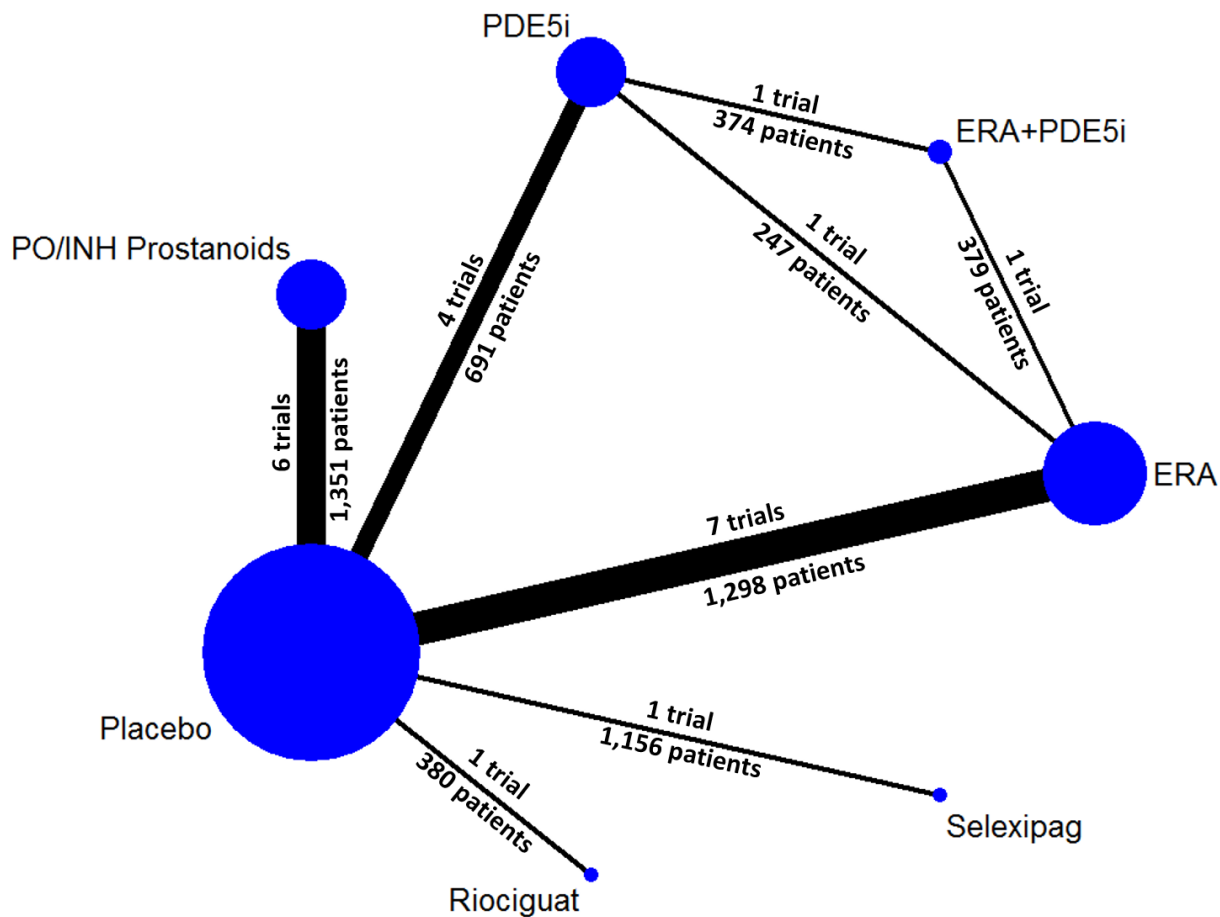 PDE5i
1 trial
374 patients
ERA+PDE5i
1 trial
247 patients
1 trial
379 patients
PO/INH Prostanoids
4 trials
691 patients
6 trials
1,351 patients
ERA
7 trials
1,298 patients
Placebo
1 trial
1,156 patients
1 trial
380 patients
Selexipag
Riociguat